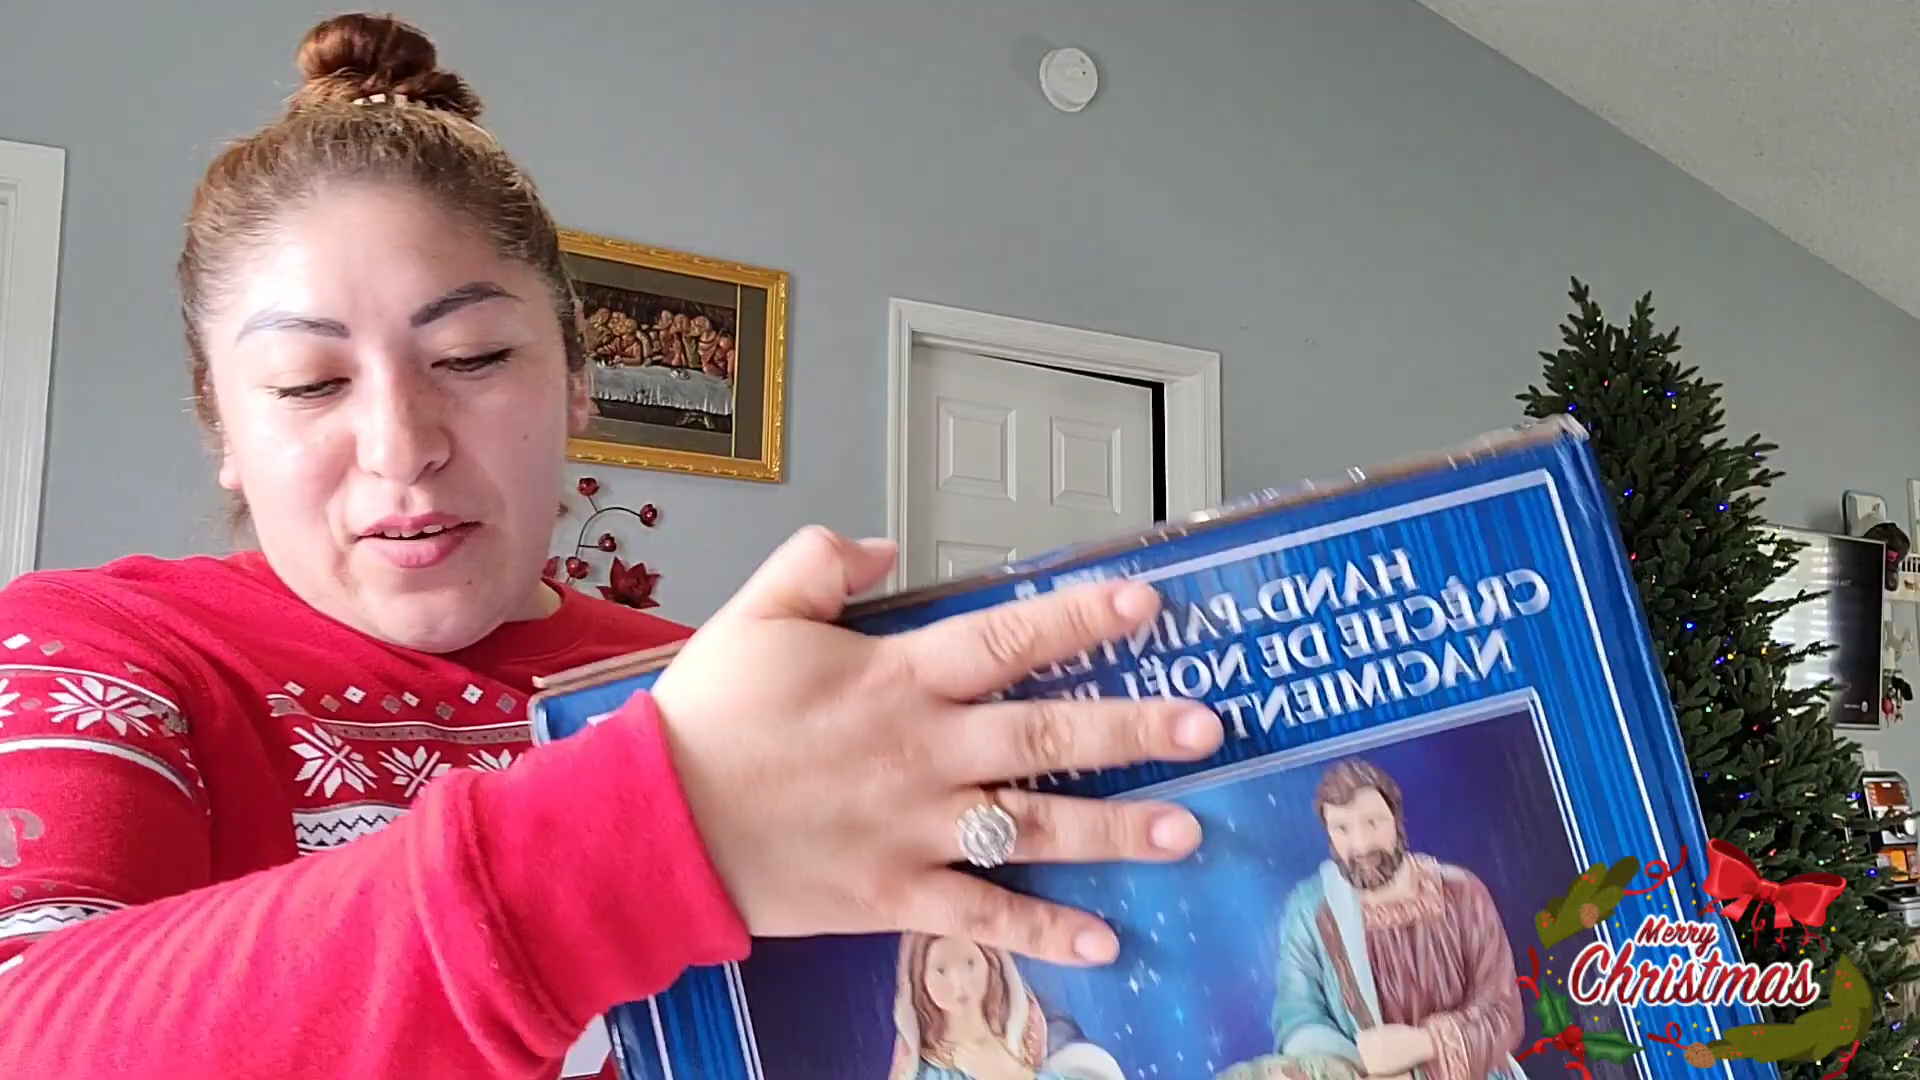 HAND-PAINTED
CRÈCHE DE NOËL
NACIMIENT
Merry
Christmas